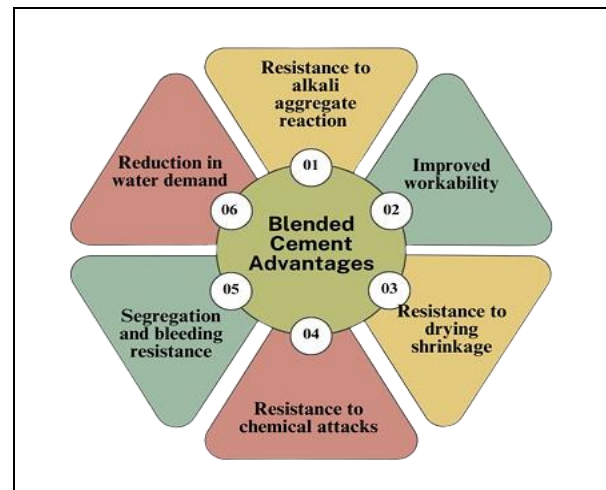 Blended
Cement
Advantages
01
Resistance to
alkali
aggregate
reaction
02
Improved
workability
03
Resistance to
drying
shrinkage
04
Resistance to
chemical attacks
05
Segregation
and bleeding
resistance
06
Reduction in
water demand